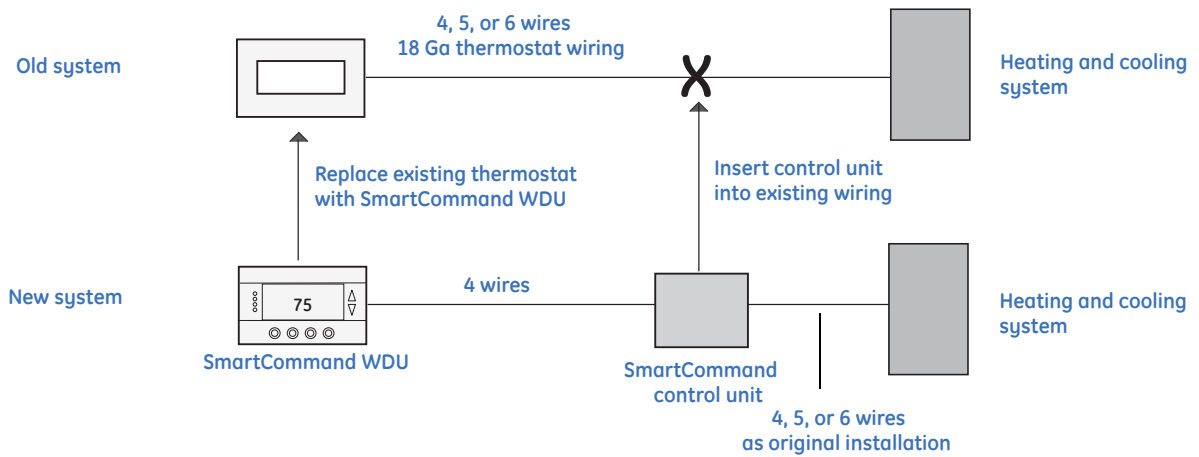 4, 5, or 6 wires
18 Ga thermostat wiring
Old system
Heating and cooling
system
Replace existing thermostat
with SmartCommand WDU
Insert control unit
into existing wiring
New system
75
4 wires
Heating and cooling
system
SmartCommand WDU
SmartCommand
control unit
4, 5, or 6 wires
as original installation